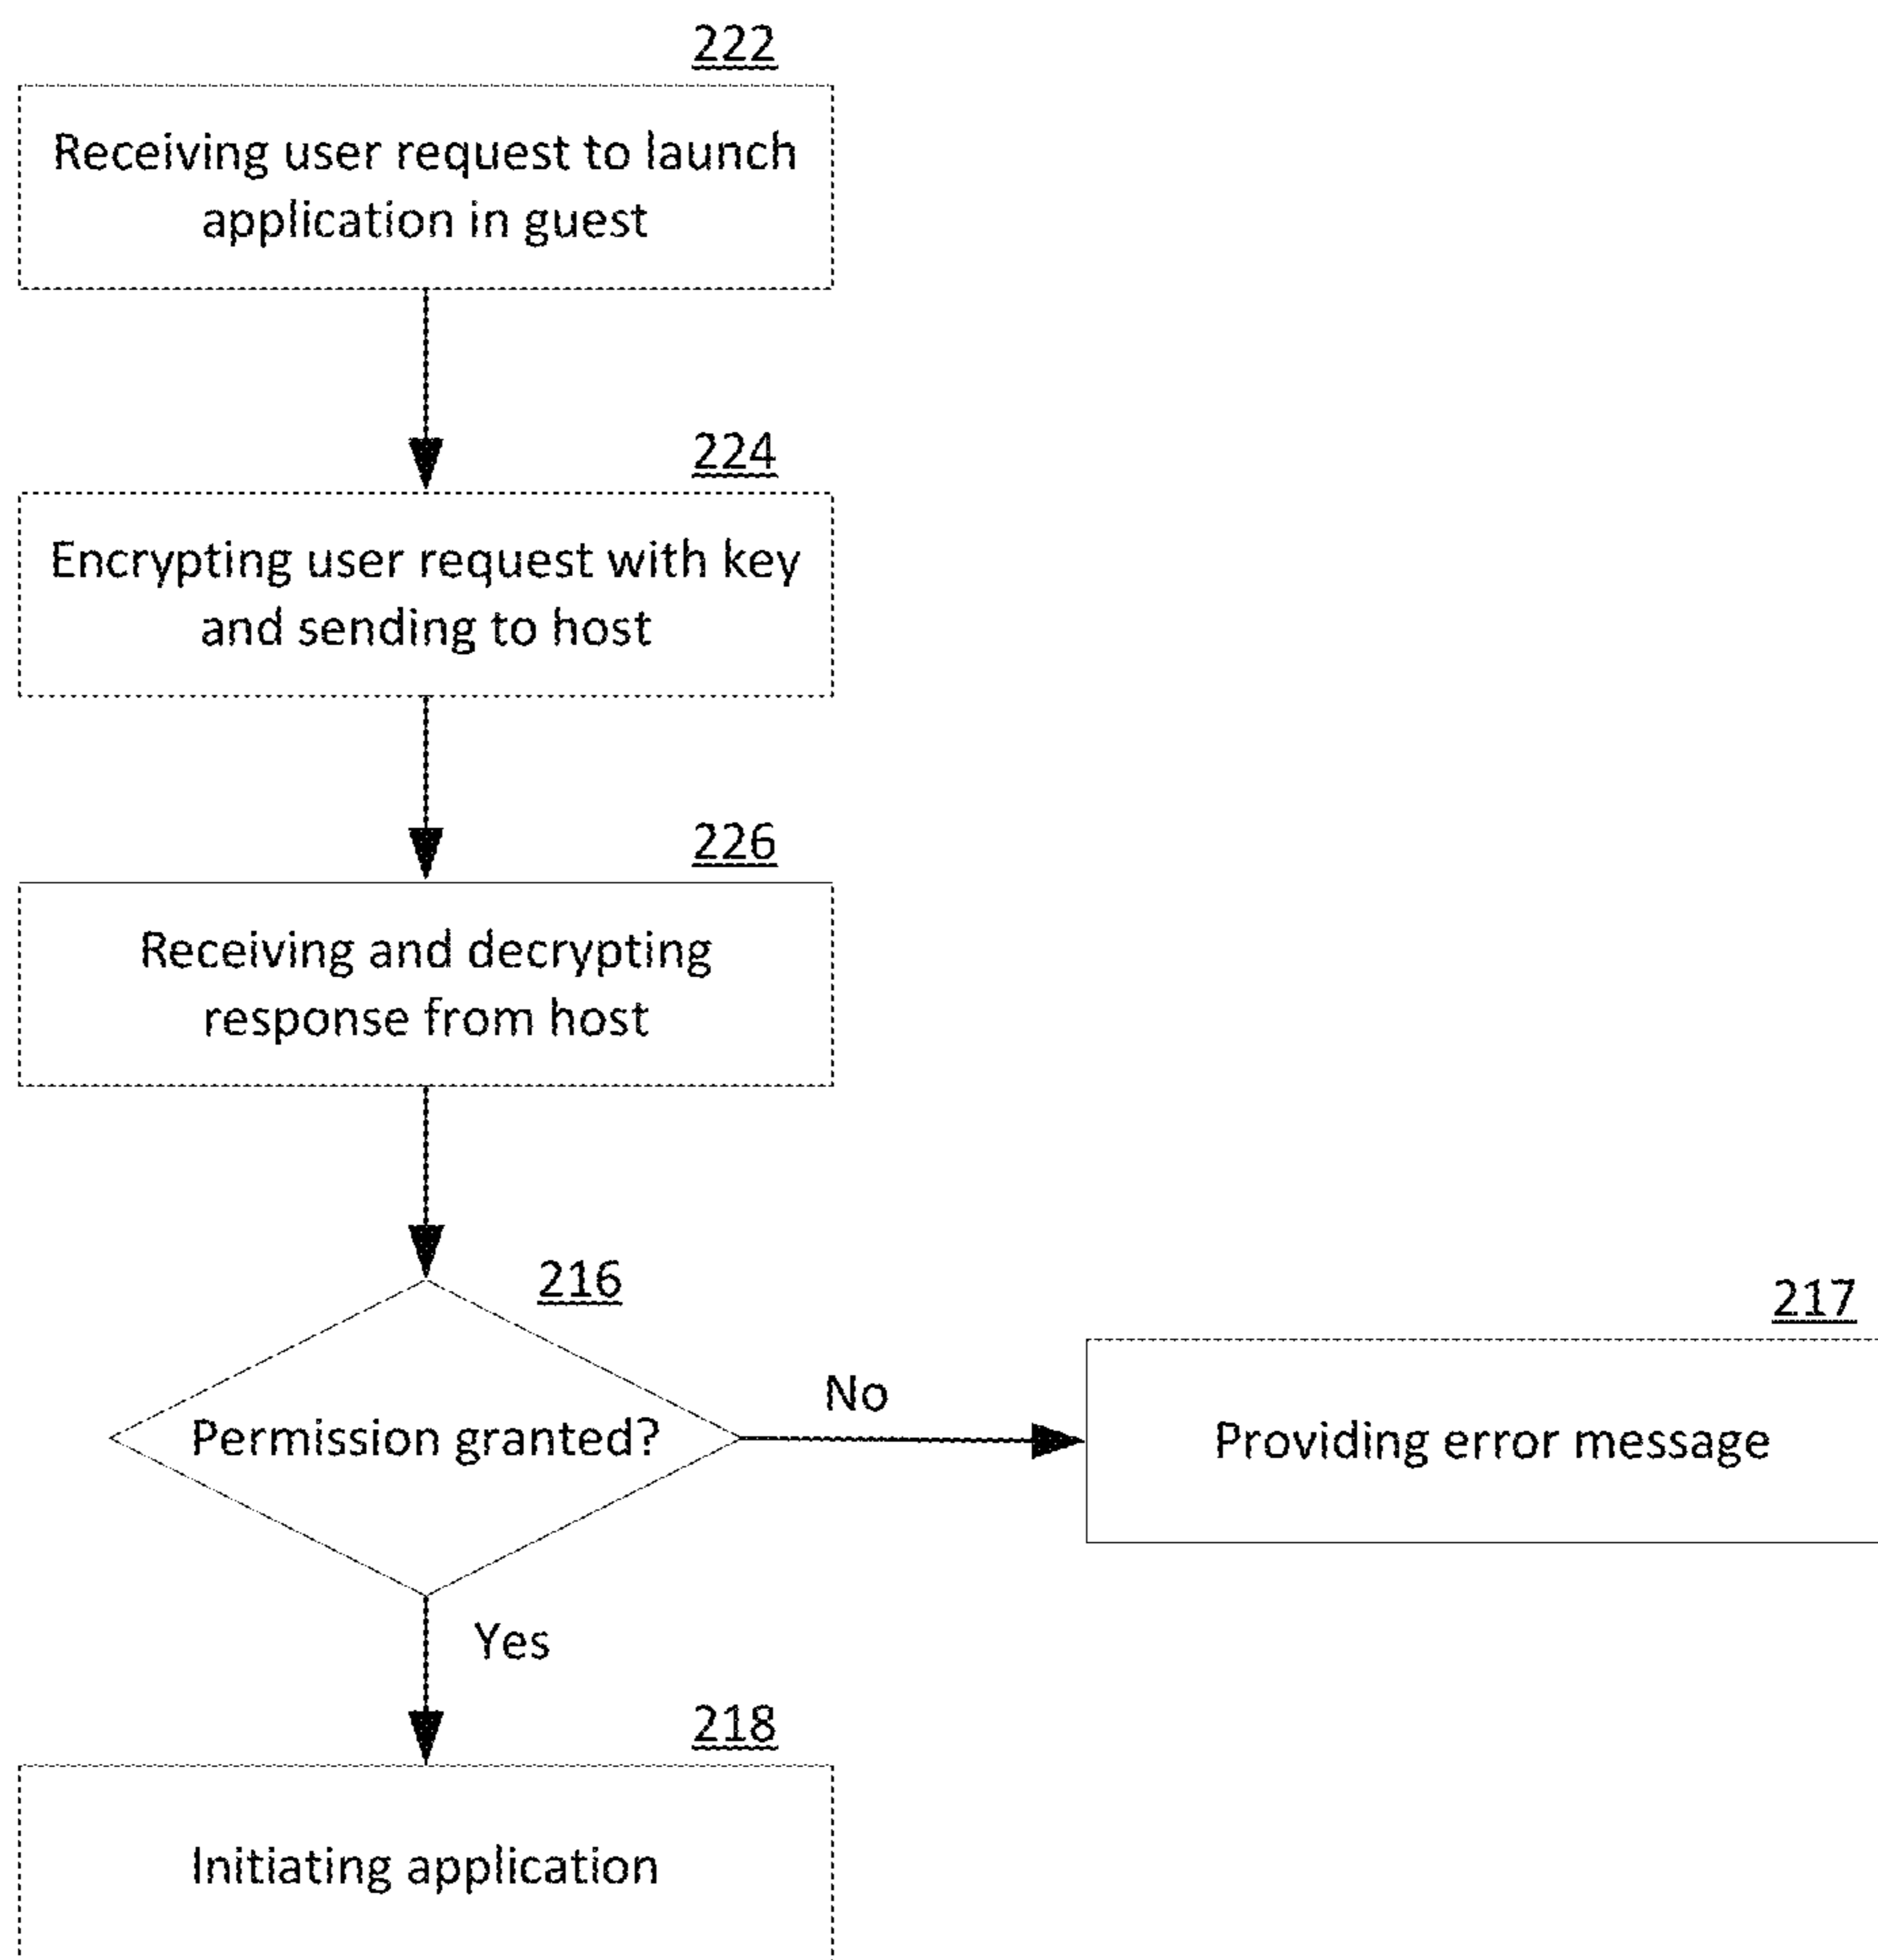 222
Receiving user request to launch
application in guest
224
Encrypting user request with key
and sending to host
226
Receiving and decrypting
response from host
216
Permission granted?
No
217
Providing error message
Yes
218
Initiating application